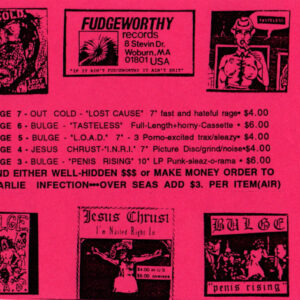 OLD.
LOST
CAUSE
FUDGEWORTHY
records
8 Stevin Dr.
Woburn, MA
01801 USA
"IF IT AIN'T FUDGEWORTHY IT AIN'T SHIT"
TASTELESS
GE 7 - OUT COLD - "LOST CAUSE" 7" fast and hateful rage• $4.00
GE 6 - BULGE - "TASTELESS" Full-Length+horny-Cassette • $6.00
GE 5 - BULGE - "L.O.A.D." 7" - 3 Porno-excited trax/sleazy• $4.00
GE 4 - JESUS CHRUST-"I.N.R.J." 7" Picture Disc/grind/noise•$4.00
GE 3 - BULGE-"PENIS RISING" 10" LP Punk-sleaz-o-rama • $6.00
ND EITHER WELL-HIDDEN $$$ or MAKE MONEY ORDER TO
ARLIE INFECTION•••OVER SEAS ADD $3. PER ITEM(AIR)
Jesus Chrust
I'm Nailed Right In
BULGE
"penis rising"